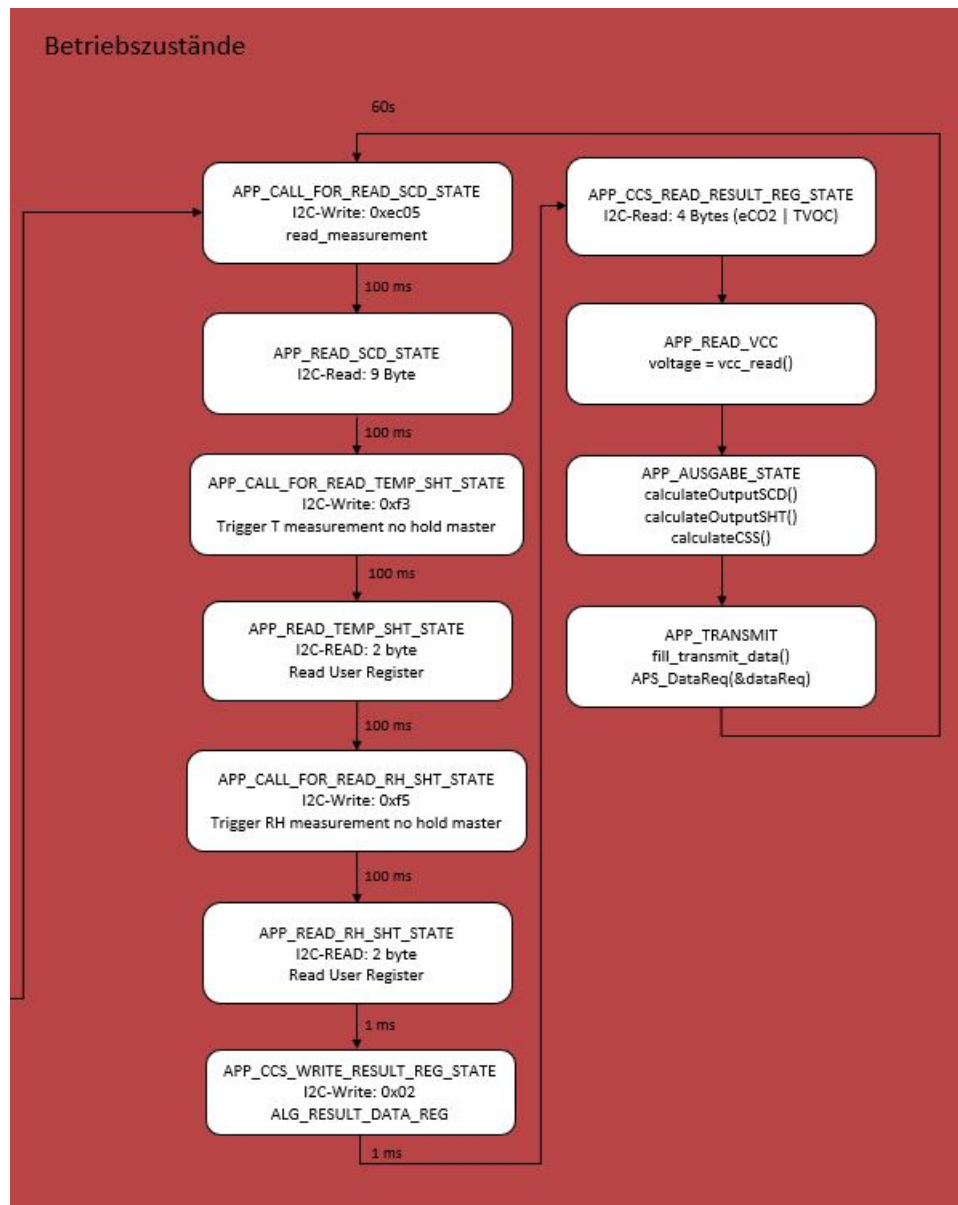 Betriebszustände
60s
APP_CALL_FOR_READ_SCD_STATE
I2C-Write: 0xec05
read_measurement
100 ms
APP_READ_SCD_STATE
I2C-Read: 9 Byte
100 ms
APP_CALL_FOR_READ_TEMP_SHT_STATE
I2C-Write: 0xf3
Trigger T measurement no hold master
100 ms
APP_READ_TEMP_SHT_STATE
I2C-READ: 2 byte
Read User Register
100 ms
APP_CALL_FOR_READ_RH_SHT_STATE
I2C-Write: 0xf5
Trigger RH measurement no hold master
100 ms
APP_READ_RH_SHT_STATE
I2C-READ: 2 byte
Read User Register
1 ms
APP_CCS_WRITE_RESULT_REG_STATE
I2C-Write: 0x02
ALG_RESULT_DATA_REG
1 ms
APP_CCS_READ_RESULT_REG_STATE
I2C-Read: 4 Bytes (eCO2 | TVOC)
APP_READ_VCC
voltage = vcc_read()
APP_AUSGABE_STATE
calculateOutputSCD()
calculateOutputSHT()
calculateCSS()
APP_TRANSMIT
fill_transmit_data()
APS_DataReq(&dataReq)